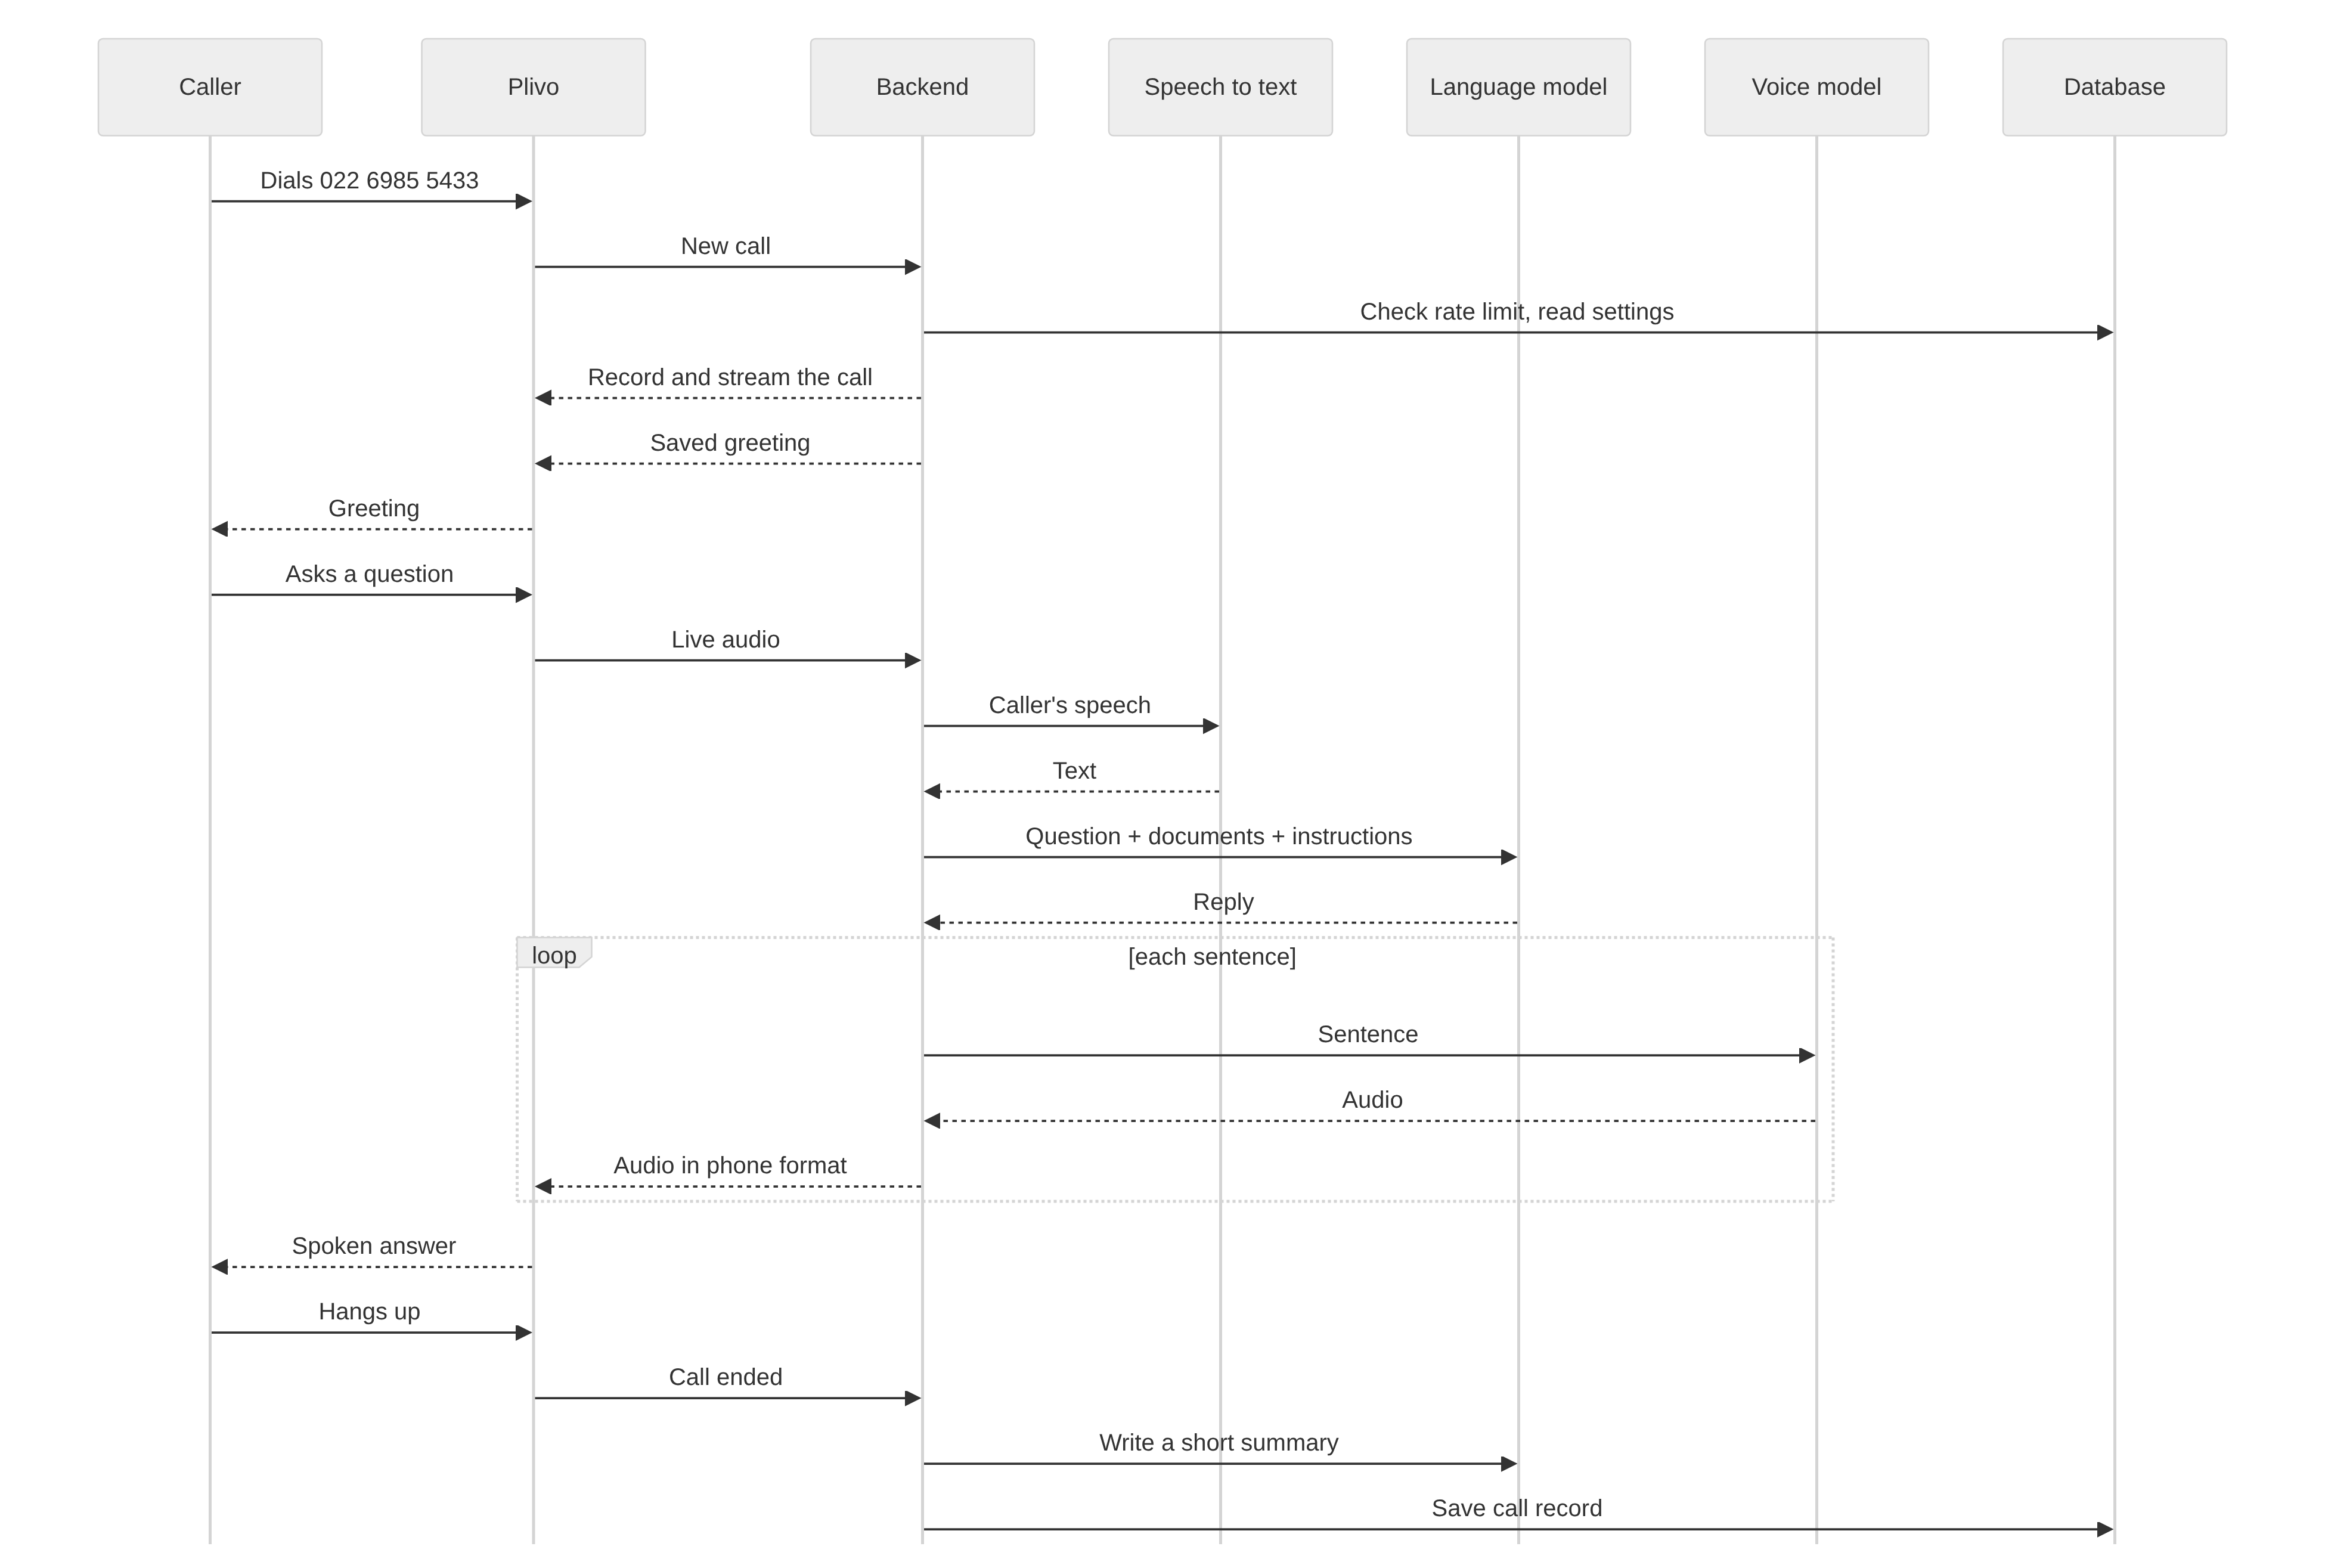 Caller
Plivo
Backend
Speech to text
Language model
Voice model
Database
Dials 022 6985 5433
New call
Check rate limit, read settings
Record and stream the call
Saved greeting
Greeting
Asks a question
Live audio
Caller's speech
Text
Question + documents + instructions
Reply
loop
[each sentence]
Sentence
Audio
Audio in phone format
Spoken answer
Hangs up
Call ended
Write a short summary
Save call record